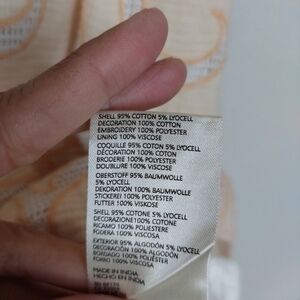 SHELL 95% COTTON 5% LYOCELL
DECORATION 100% COTTON
EMBROIDERY 100% POLYESTER
LINING 100% VISCOSE
COQUILLE 95% COTON 5% LYOCELL
DÉCORATION 100% COTON
BRODERIE 100% POLYESTER
DOUBLURE 100% VISCOSE
OBERSTOFF 95% BAUMWOLLE
5% LYOCELL
DEKORATION 100% BAUMWOLLE
STICKEREI 100% POLYESTER
FUTTER 100% VISKOSE
SHELL 95% COTONE 5% LYOCELL
DECORAZIONE 100% COTONE
RICAMO 100% POLIESTERE
FODERA 100% VISCOSA
EXTERIOR 95% ALGODÓN 5% LYOCELL
DECORACIÓN 100% ALGODÓN
BORDADO 100% POLIÉSTER
FORRO 100% VISCOSA
MADE IN INDIA
HECHO EN INDIA